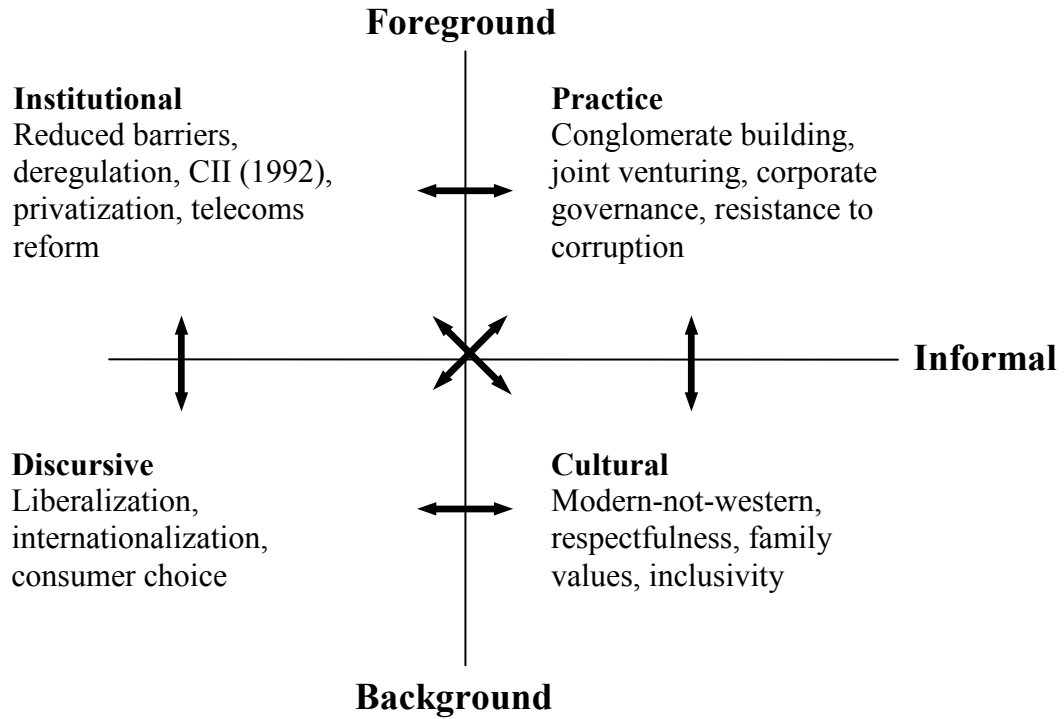 Foreground
Institutional
Reduced barriers,
deregulation, CII (1992),
privatization, telecoms
reform
Practice
Conglomerate building,
joint venturing, corporate
governance, resistance to
corruption
Informal
Discursive
Liberalization,
internationalization,
consumer choice
Cultural
Modern-not-western,
respectfulness, family
values, inclusivity
Background